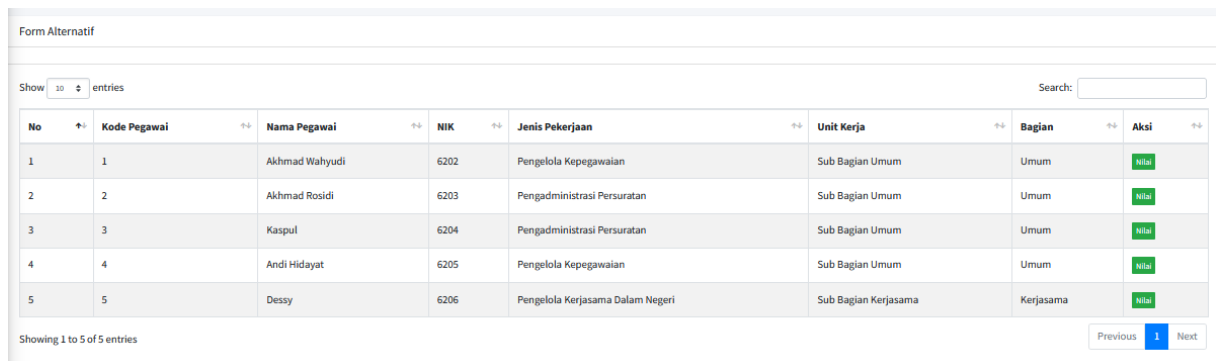 Form Alternatif
Show 10 entries Search:
No Kode Pegawai Nama Pegawai NIK Jenis Pekerjaan Unit Kerja Bagian Aksi
1 1 Akhmad Wahyudi 6202 Pengelola Kepegawaian Sub Bagian Umum Umum Nilai
2 2 Akhmad Rosidi 6203 Pengadministrasi Persuratan Sub Bagian Umum Umum Nilai
3 3 Kaspul 6204 Pengadministrasi Persuratan Sub Bagian Umum Umum Nilai
4 4 Andi Hidayat 6205 Pengelola Kepegawaian Sub Bagian Umum Umum Nilai
5 5 Dessy 6206 Pengelola Kerjasama Dalam Negeri Sub Bagian Kerjasama Kerjasama Nilai
Showing 1 to 5 of 5 entries Previous 1 Next